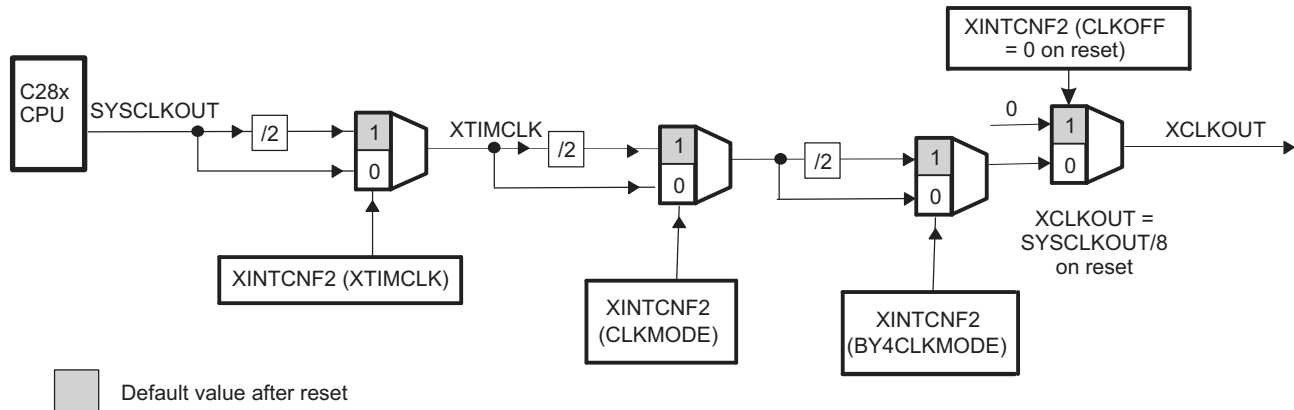 XINTCNF2 (CLKOFF
= 0 on reset)
C28x
CPU
SYSCLKOUT
/2
1
0
XTIMCLK
/2
1
0
/2
1
0
0
1
0
XCLKOUT
XCLKOUT =
SYSCLKOUT/8
on reset
XINTCNF2 (XTIMCLK)
XINTCNF2
(CLKMODE)
XINTCNF2
(BY4CLKMODE)
Default value after reset